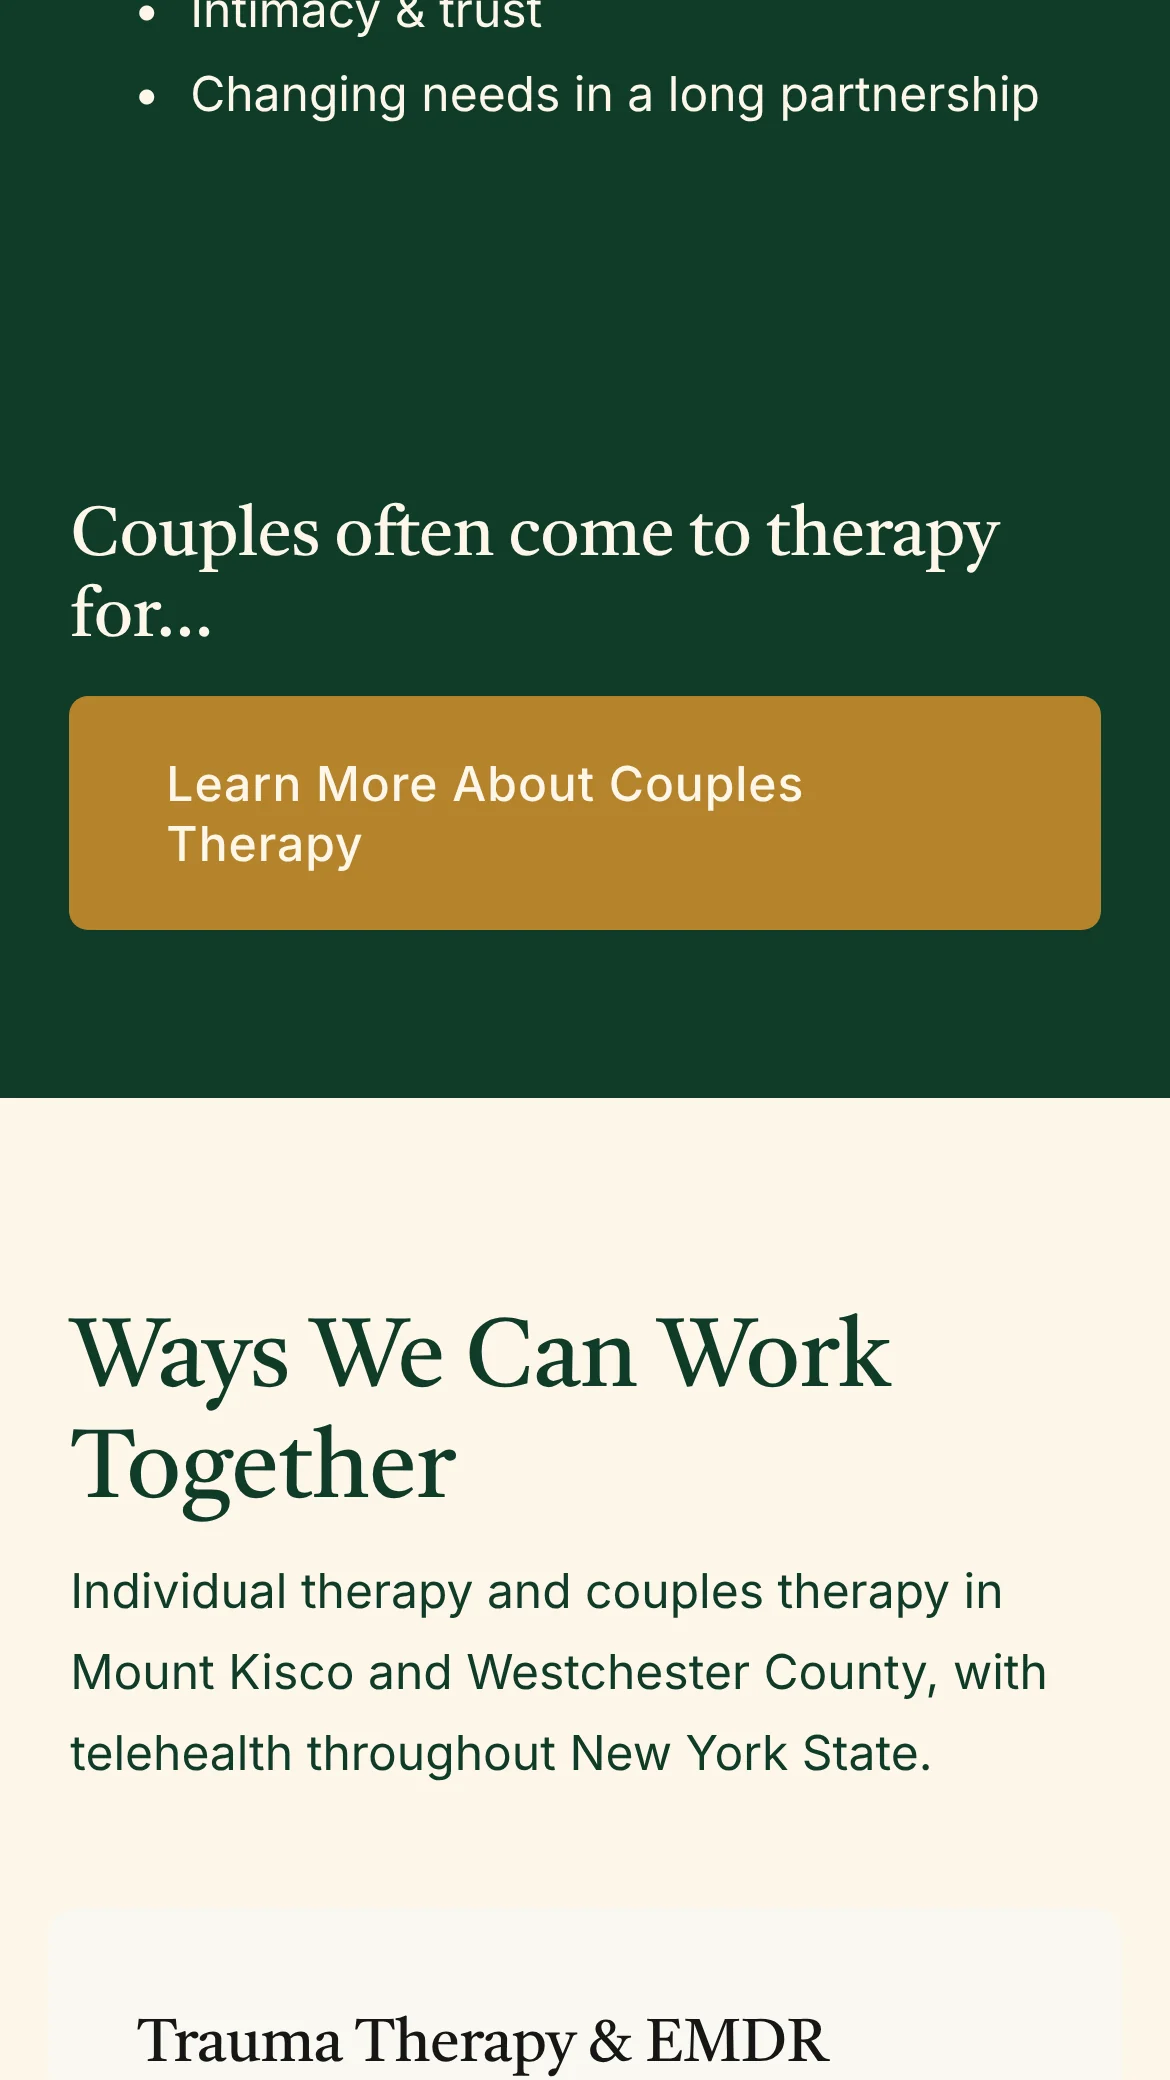 Intimacy & trust
Changing needs in a long partnership
Couples often come to therapy
for...
Learn More About Couples
Therapy
Ways We Can Work
Together
Individual therapy and couples therapy in
Mount Kisco and Westchester County, with
telehealth throughout New York State.
Trauma Therapy & EMDR